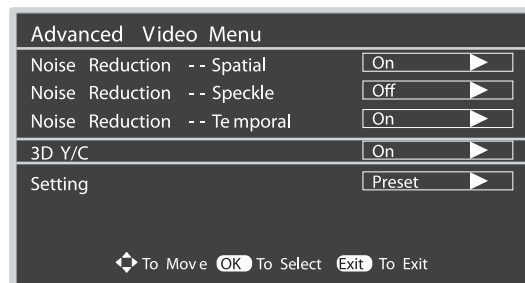 Advanced Video Menu
Noise Reduction -- Spatial On
Noise Reduction -- Speckle Off
Noise Reduction -- Temporal On
3D Y/C On
Setting Preset
To Move OK To Select Exit To Exit